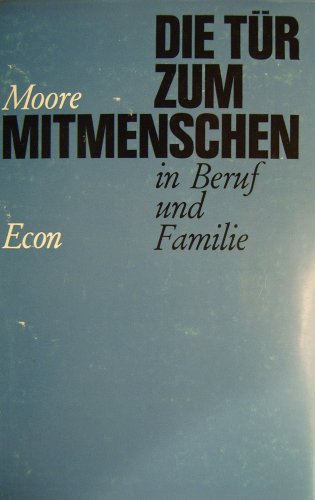 DIE TÜR
Moore ZUM
MITMENSCHEN
in Beruf
und
Econ Familie